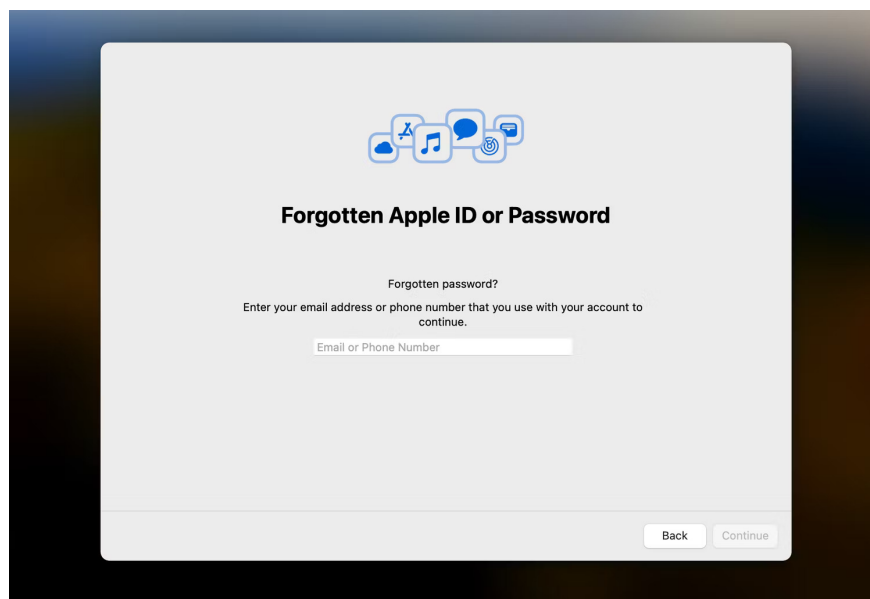 Forgotten Apple ID or Password
Forgotten password?
Enter your email address or phone number that you use with your account to
continue.
Email or Phone Number
Back
Continue